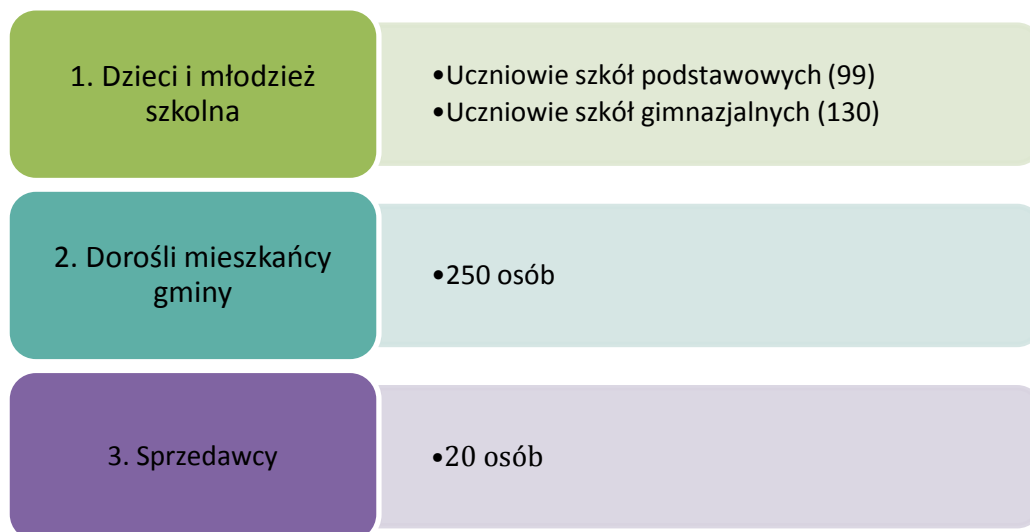 1. Dzieci i młodzież
szkolna
•Uczniowie szkół podstawowych (99)
•Uczniowie szkół gimnazjalnych (130)
2. Dorośli mieszkańcy
gminy
•250 osób
3. Sprzedawcy
•20 osób